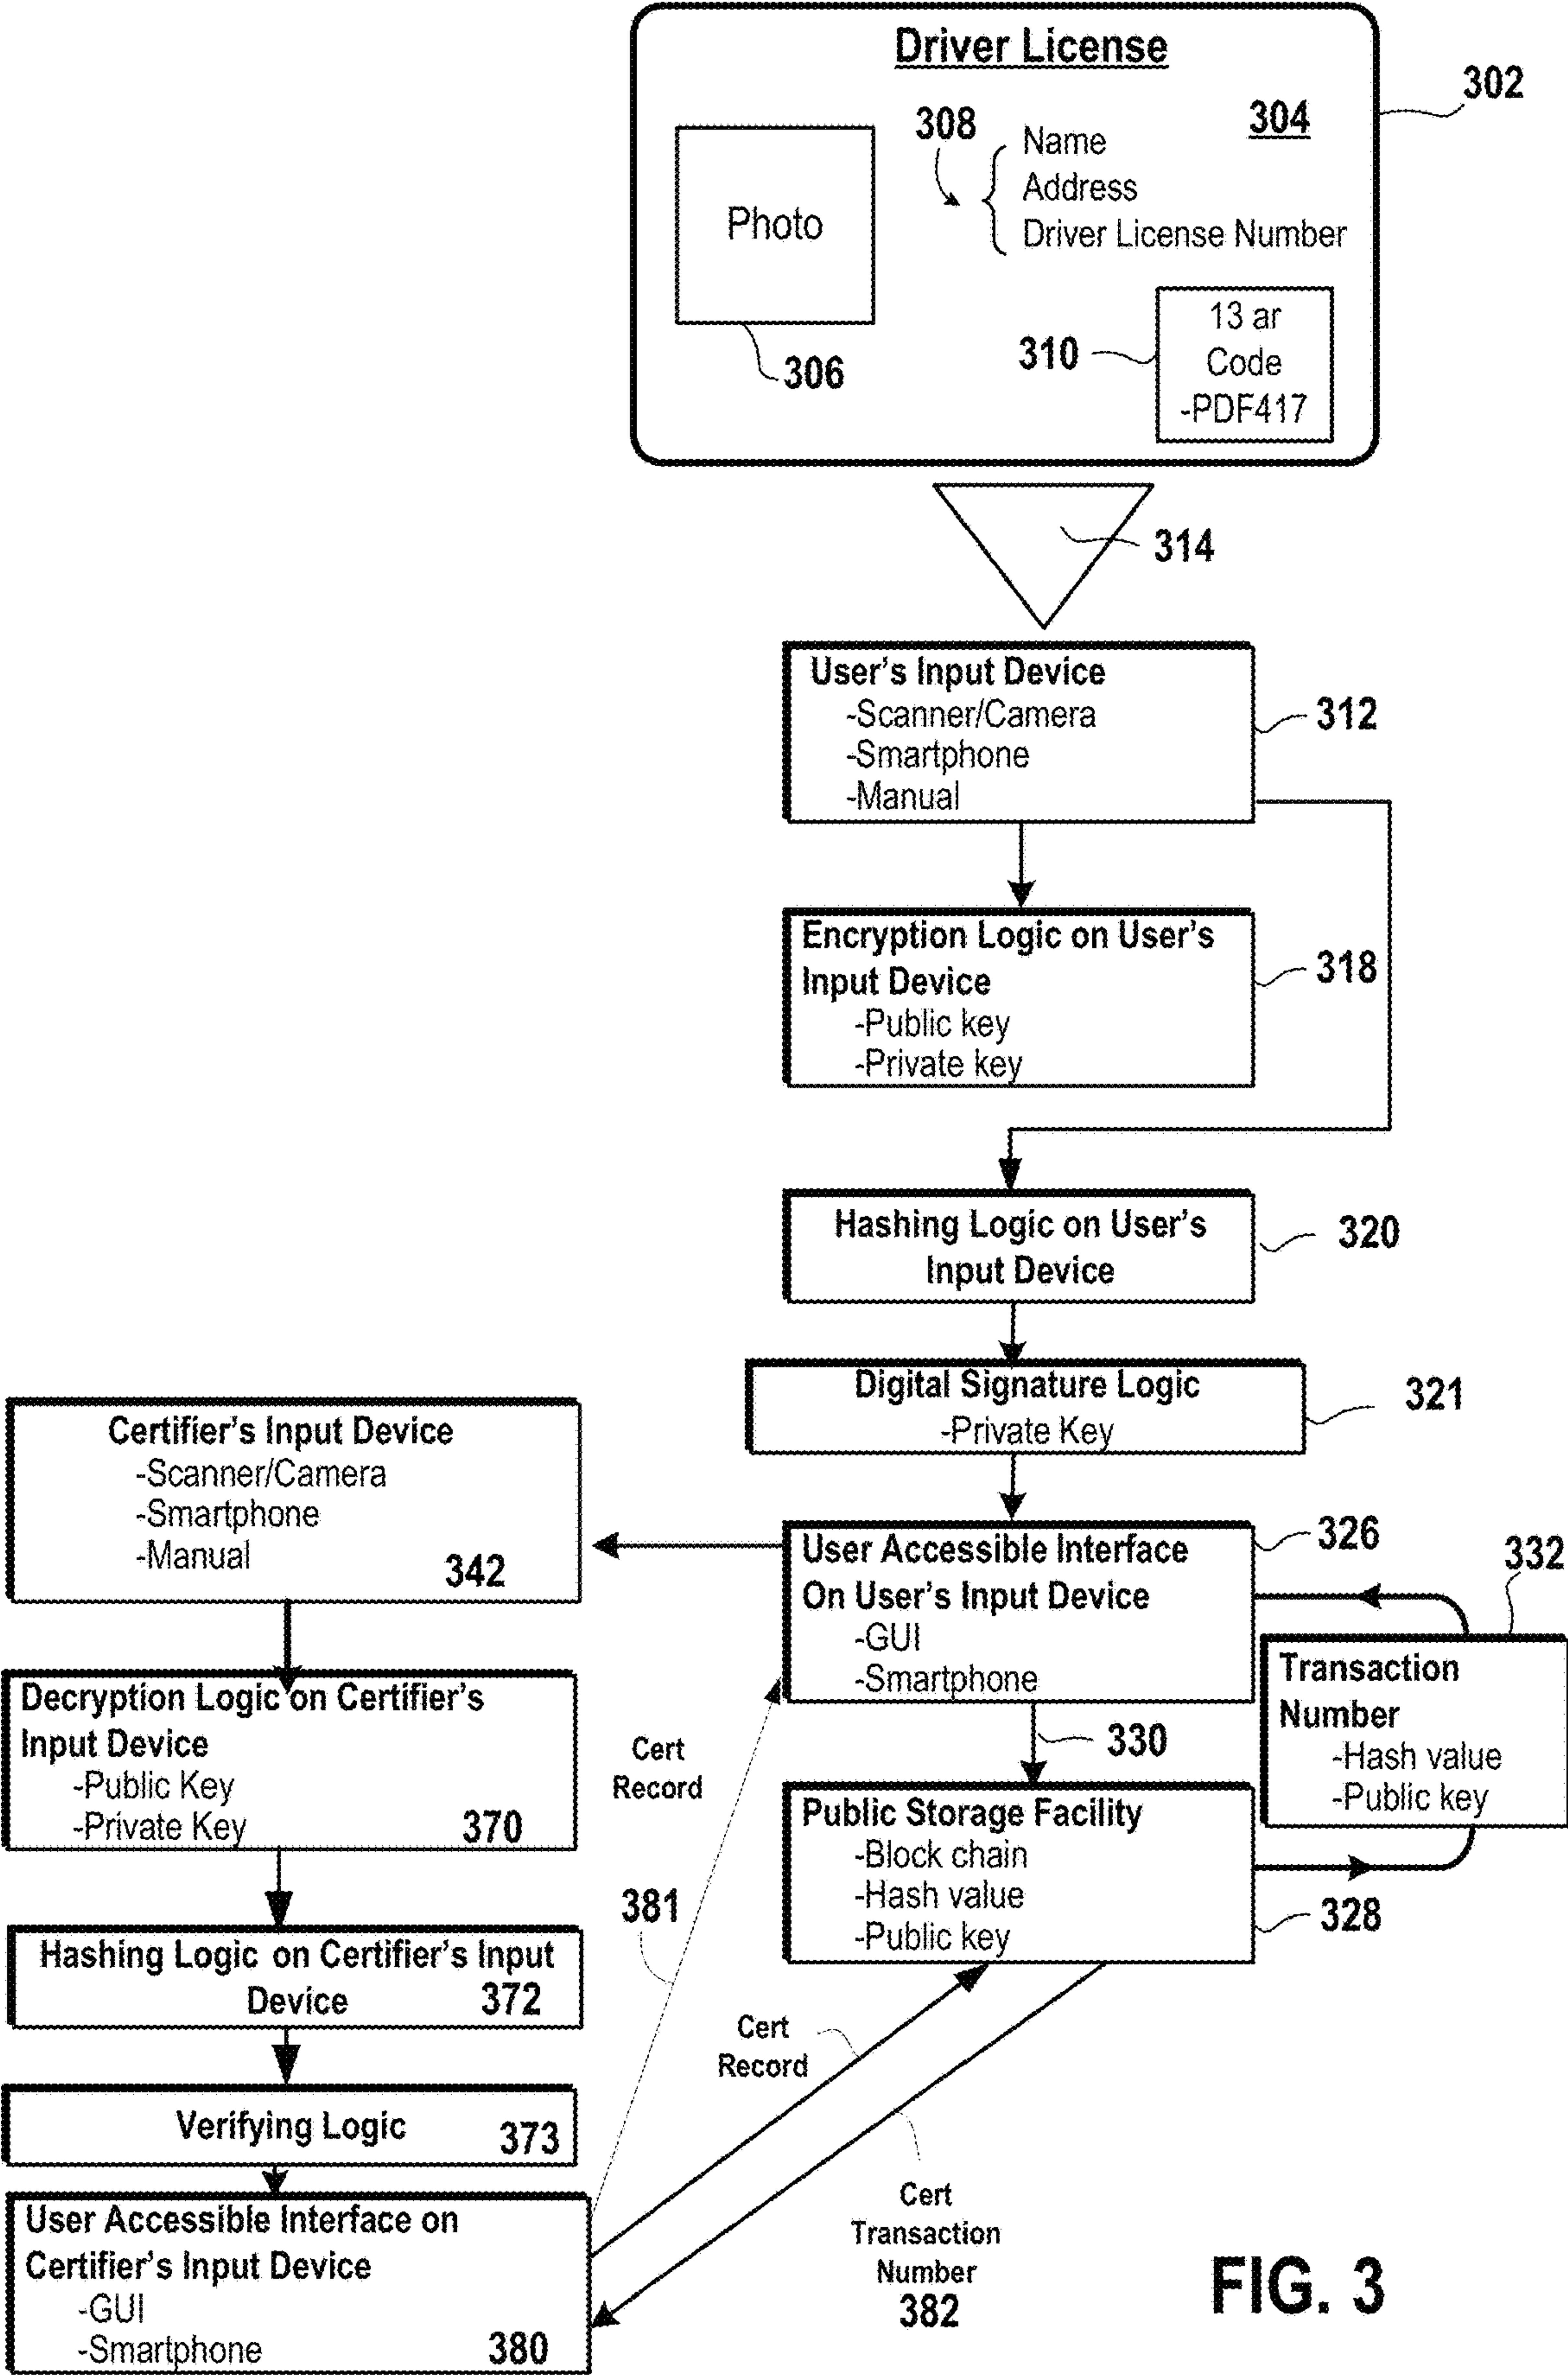 Driver License
302
304
308
Name
Address
Driver License Number
Photo
306
310
13 ar
Code
-PDF417
314
User's Input Device
-Scanner/Camera
-Smartphone
-Manual
312
Encryption Logic on User's
Input Device
-Public key
-Private key
318
Hashing Logic on User's
Input Device
320
Digital Signature Logic
-Private Key
321
Certifier's Input Device
-Scanner/Camera
-Smartphone
-Manual
342
User Accessible Interface
On User's Input Device
-GUI
-Smartphone
326
332
Transaction
Number
-Hash value
-Public key
330
Decryption Logic on Certifier's
Input Device
-Public Key
-Private Key
370
Cert
Record
381
Public Storage Facility
-Block chain
-Hash value
-Public key
328
Hashing Logic on Certifier's Input
Device
372
Cert
Record
Verifying Logic
373
User Accessible Interface on
Certifier's Input Device
-GUI
-Smartphone
380
Cert
Transaction
Number
382
FIG. 3